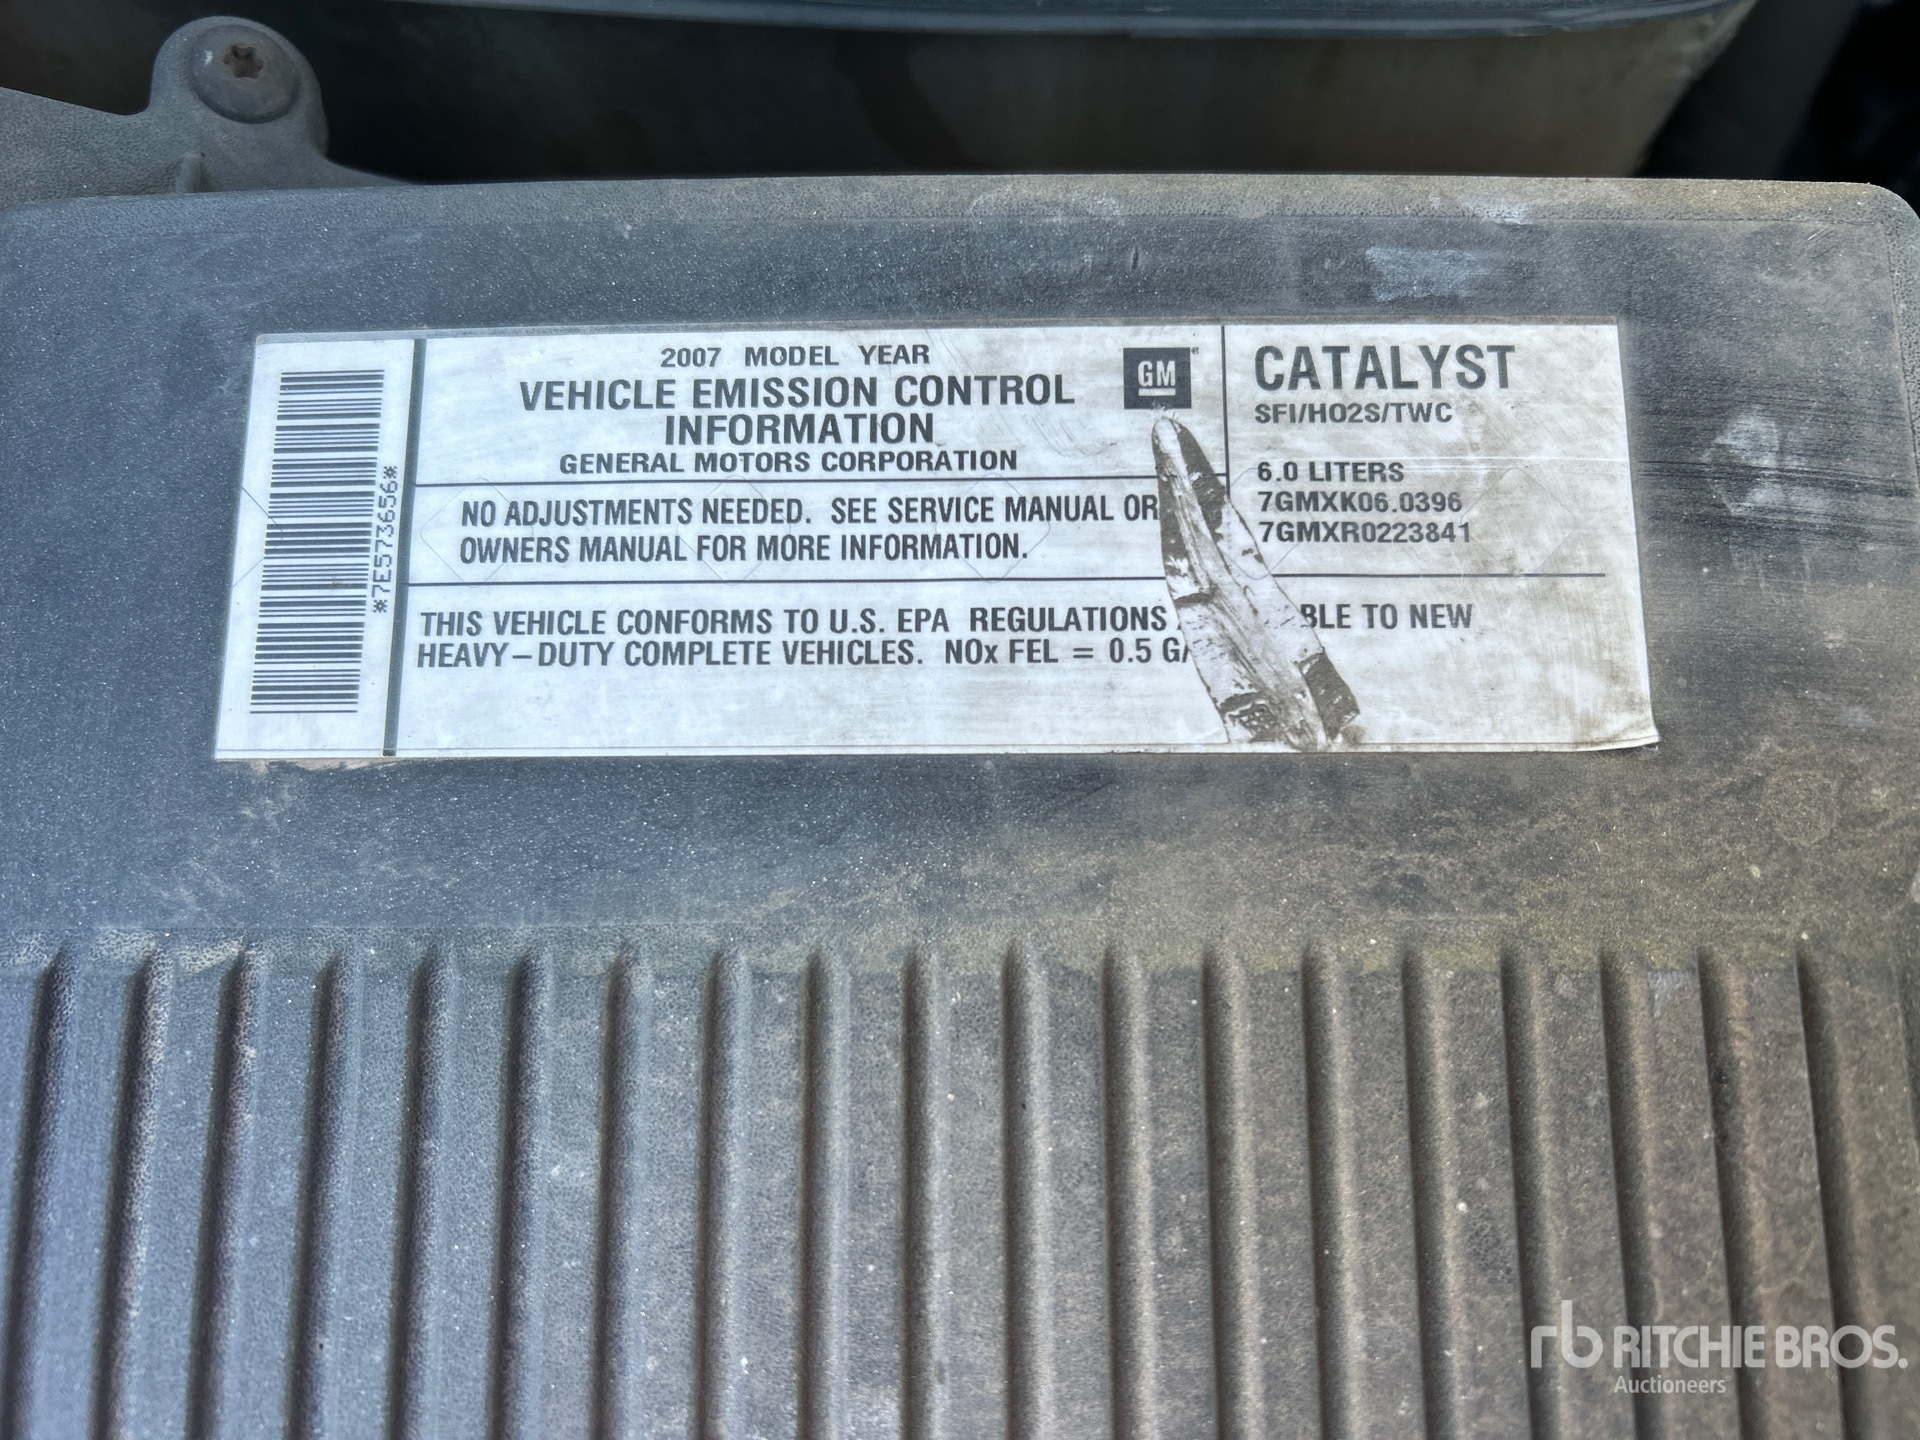 *7E5736556*
2007 MODEL YEAR
VEHICLE EMISSION CONTROL
INFORMATION
GENERAL MOTORS CORPORATION
GM
NO ADJUSTMENTS NEEDED. SEE SERVICE MANUAL OR
OWNERS MANUAL FOR MORE INFORMATION.
CATALYST
SFI/HO2S/TWC
6.0 LITERS
7GMXK06.0396
7GMXR0223841
THIS VEHICLE CONFORMS TO U.S. EPA REGULATIONS BLE TO NEW
HEAVY-DUTY COMPLETE VEHICLES. NOx FEL = 0.5 G/
rb RITCHIE BROS.
Auctioneers